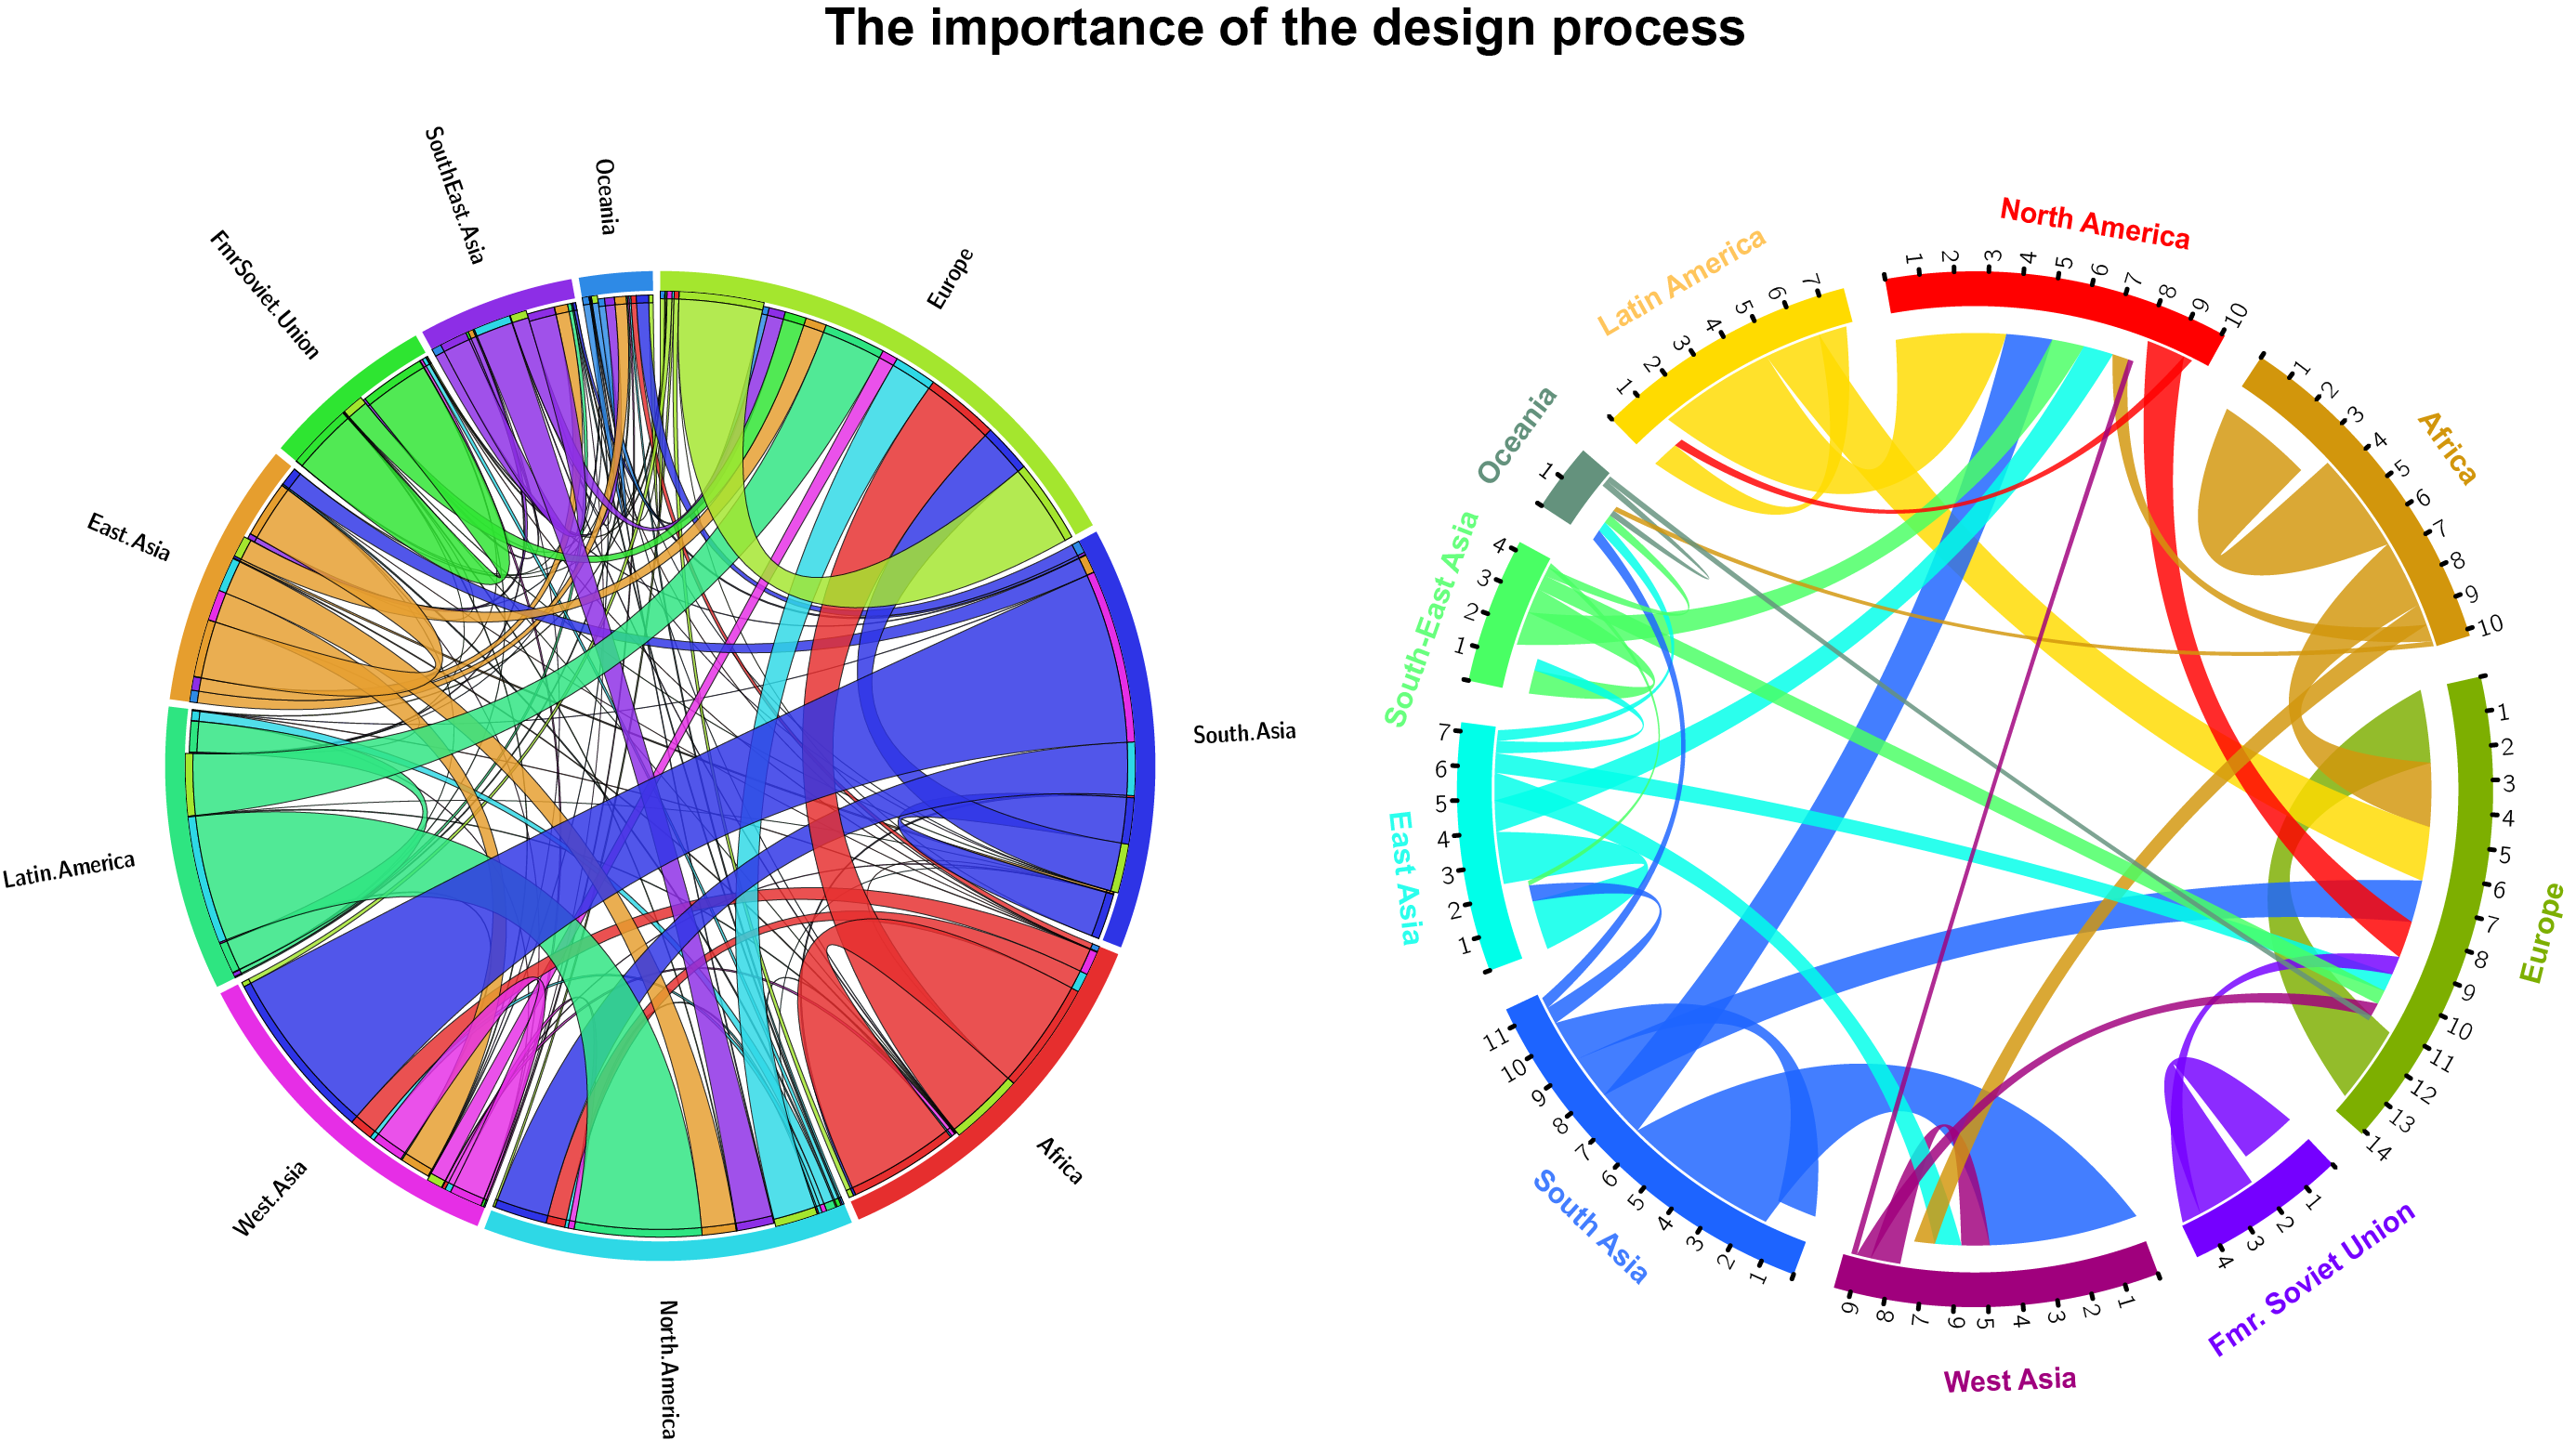 The importance of the design process
SouthEast.Asia
Oceania
Europe
FmrSoviet.Union
East.Asia
South.Asia
Latin.America
West.Asia
Africa
North.America
North America
1 2 3 4 5 6 7 8 9 10
Latin America
1 2 3 4 5 6 7
Africa
1 2 3 4 5 6 7 8 9 10
Oceania
1
South-East Asia
4 3 2 1
East Asia
7 6 5 4 3 2 1
Europe
1 2 3 4 5 6 7 8 9 10 11 12 13 14
South Asia
11 10 9 8 7 6 5 4 3 2 1
Fmr. Soviet Union
4 3 2 1
West Asia
9 8 7 6 5 4 3 2 1